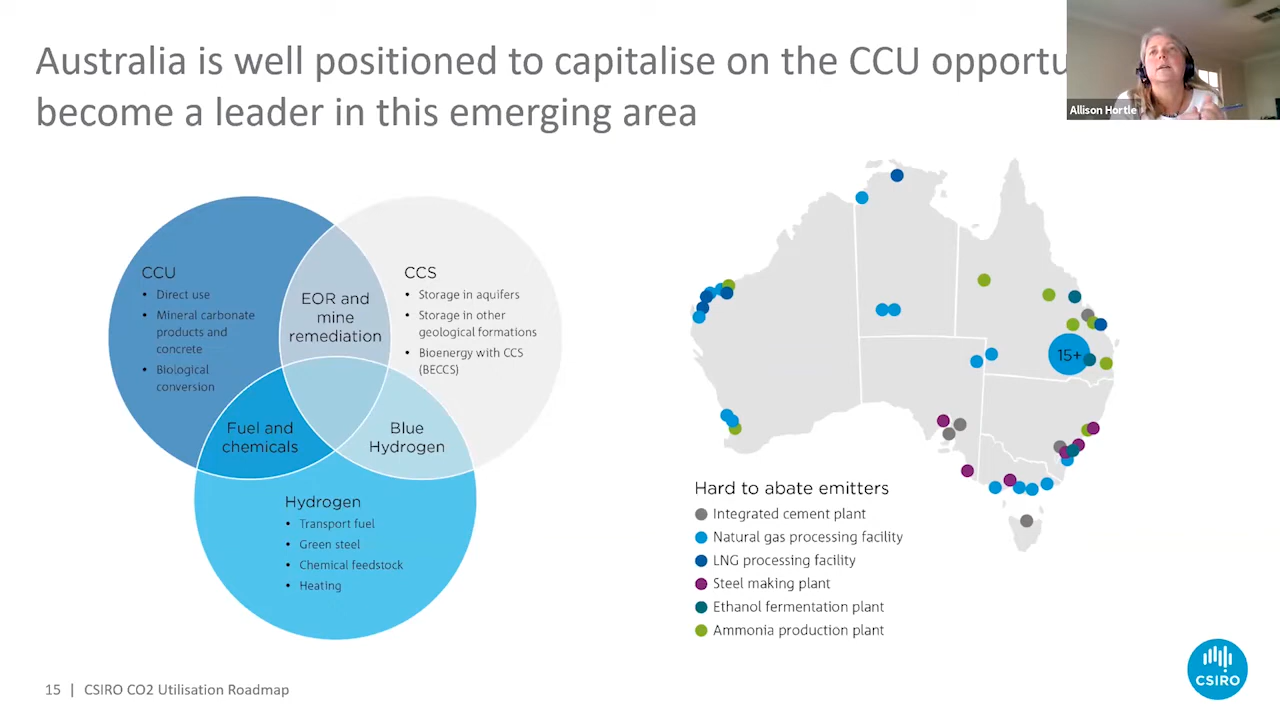 Australia is well positioned to capitalise on the CCU
become a leader in this emerging area
Allison Hortle
CCU
• Direct use
• Mineral carbonate
products and
concrete
• Biological
conversion
EOR and
mine
remediation
CCS
• Storage in aquifers
• Storage in other
geological formations
• Bioenergy with CCS
(BECCS)
Fuel and
chemicals
Blue
Hydrogen
Hydrogen
• Transport fuel
• Green steel
• Chemical feedstock
• Heating
15+
Hard to abate emitters
Integrated cement plant
Natural gas processing facility
LNG processing facility
Steel making plant
Ethanol fermentation plant
Ammonia production plant
15 | CSIRO CO2 Utilisation Roadmap
CSIRO